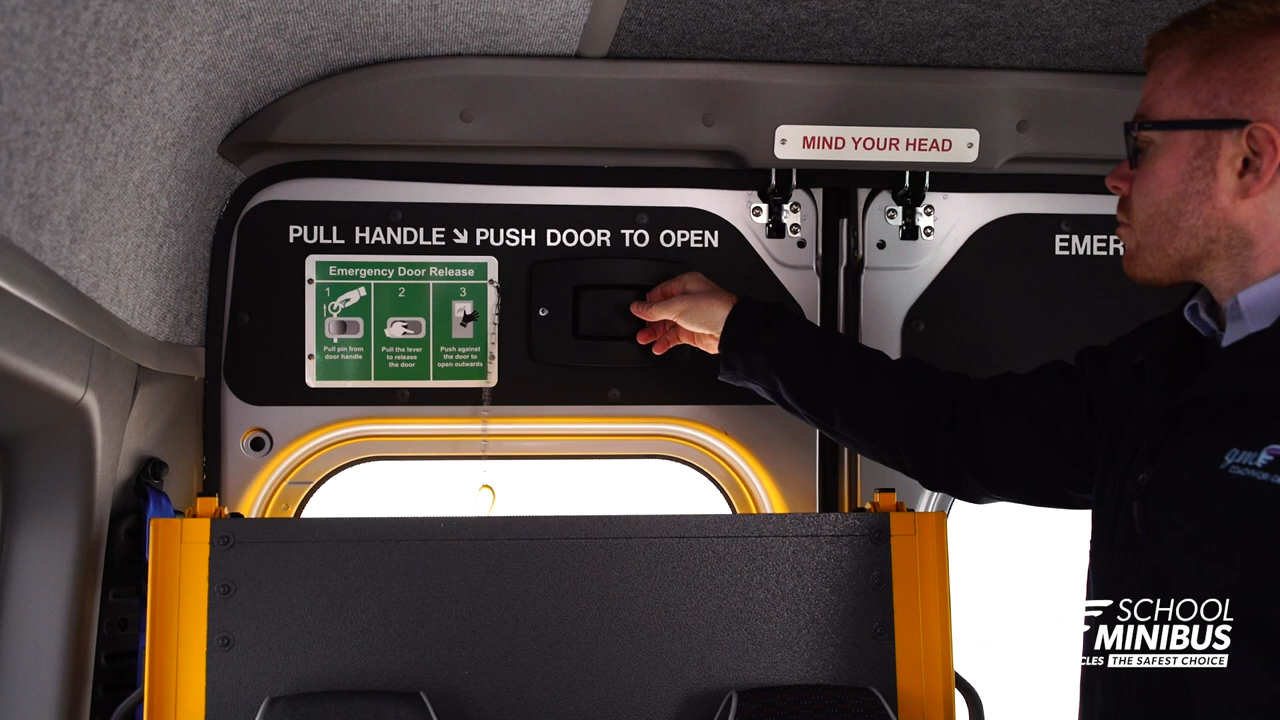 MIND YOUR HEAD
PULL HANDLE ↘ PUSH DOOR TO OPEN
EMER
Emergency Door Release
1 2 3
Pull pin from
door handle
Pull the lever
to release
the door
Push against
the door to
open outwards
SCHOOL
MINIBUS
CLES THE SAFEST CHOICE